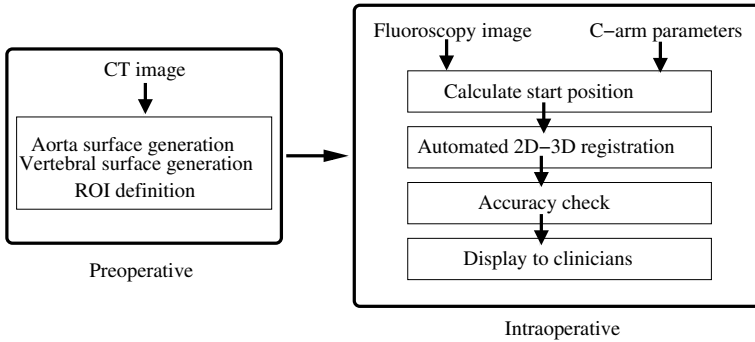 CT image
Aorta surface generation
Vertebral surface generation
ROI definition
Preoperative
Fluoroscopy image
C−arm parameters
Calculate start position
Automated 2D−3D registration
Accuracy check
Display to clinicians
Intraoperative